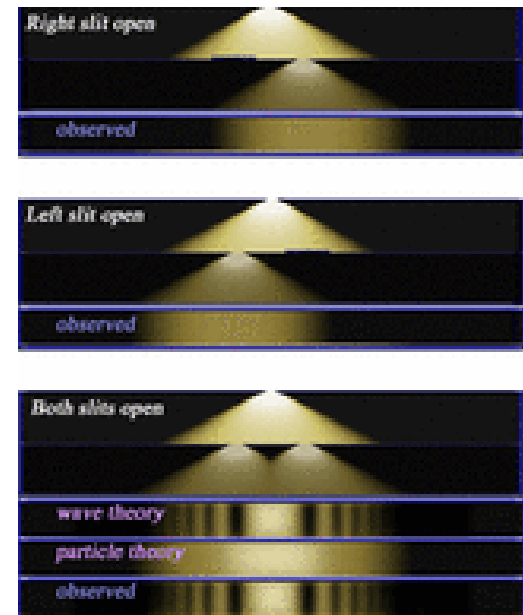 Right slit open
observed
Left slit open
observed
Both slits open
wave theory
particle theory
observed